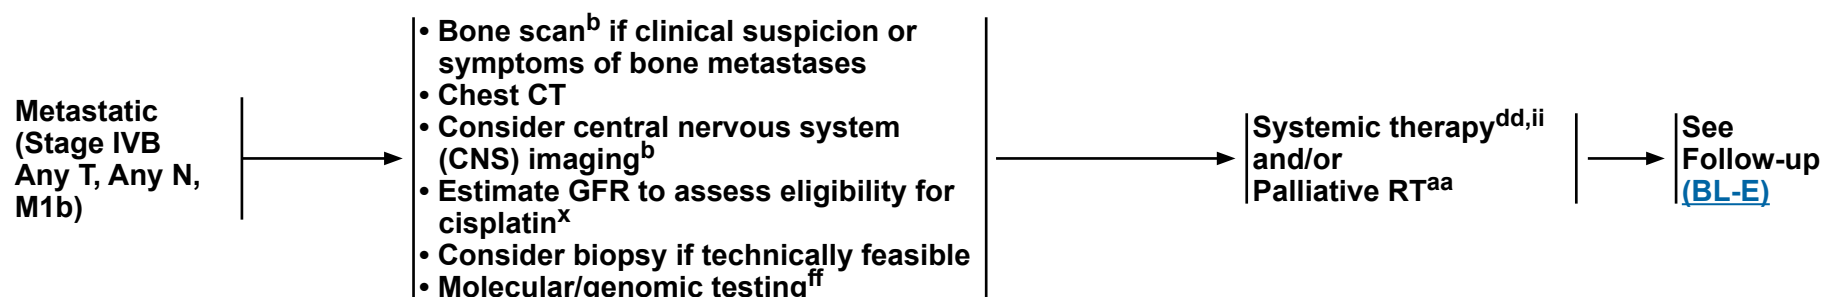 Metastatic
(Stage IVB
Any T, Any N,
M1b)
• Bone scanb if clinical suspicion or
symptoms of bone metastases
• Chest CT
• Consider central nervous system
(CNS) imagingb
• Estimate GFR to assess eligibility for
cisplatinx
• Consider biopsy if technically feasible
• Molecular/genomic testingff
Systemic therapydd,ii
and/or
Palliative RTaa
See
Follow-up
(BL-E)